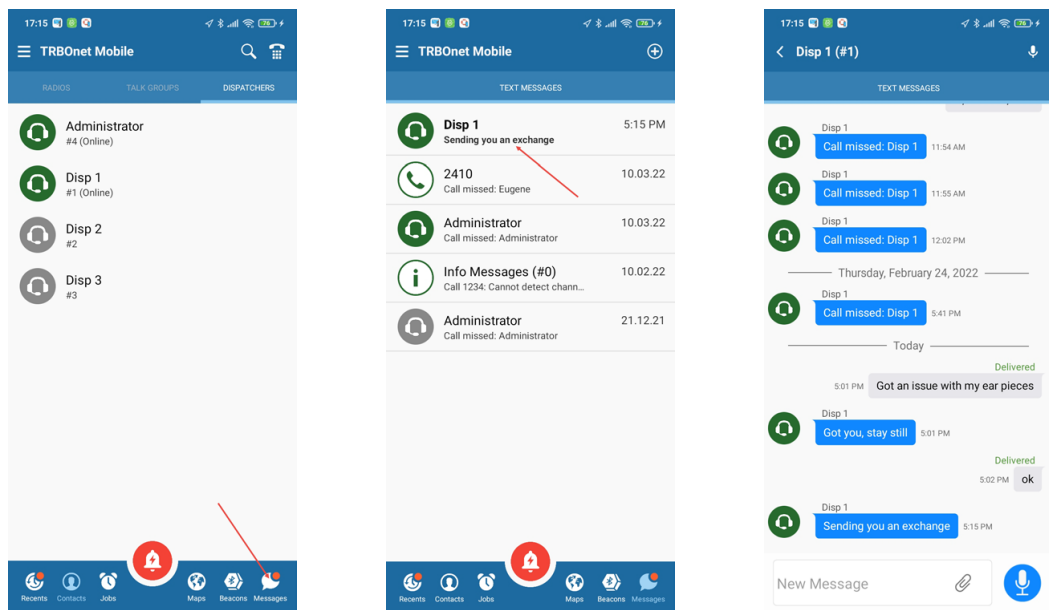 17:15
76
TRBOnet Mobile
RADIOS
TALK GROUPS
DISPATCHERS
Administrator
#4 (Online)
Disp 1
#1 (Online)
Disp 2
#2
Disp 3
#3
Recents
Contacts
Jobs
Maps
Beacons
Messages
17:15
76
TRBOnet Mobile
TEXT MESSAGES
Disp 1
5:15 PM
Sending you an exchange
2410
10.03.22
Call missed: Eugene
Administrator
10.03.22
Call missed: Administrator
Info Messages (#0)
10.02.22
Call 1234: Cannot detect chann...
Administrator
21.12.21
Call missed: Administrator
Recents
Contacts
Jobs
Maps
Beacons
Messages
17:15
76
Disp 1 (#1)
TEXT MESSAGES
Disp 1
Call missed: Disp 1
11:54 AM
Disp 1
Call missed: Disp 1
11:55 AM
Disp 1
Call missed: Disp 1
12:02 PM
Thursday, February 24, 2022
Disp 1
Call missed: Disp 1
5:41 PM
Today
Delivered
5:01 PM
Got an issue with my ear pieces
Disp 1
Got you, stay still
5:01 PM
Delivered
5:02 PM
ok
Disp 1
Sending you an exchange
5:15 PM
New Message